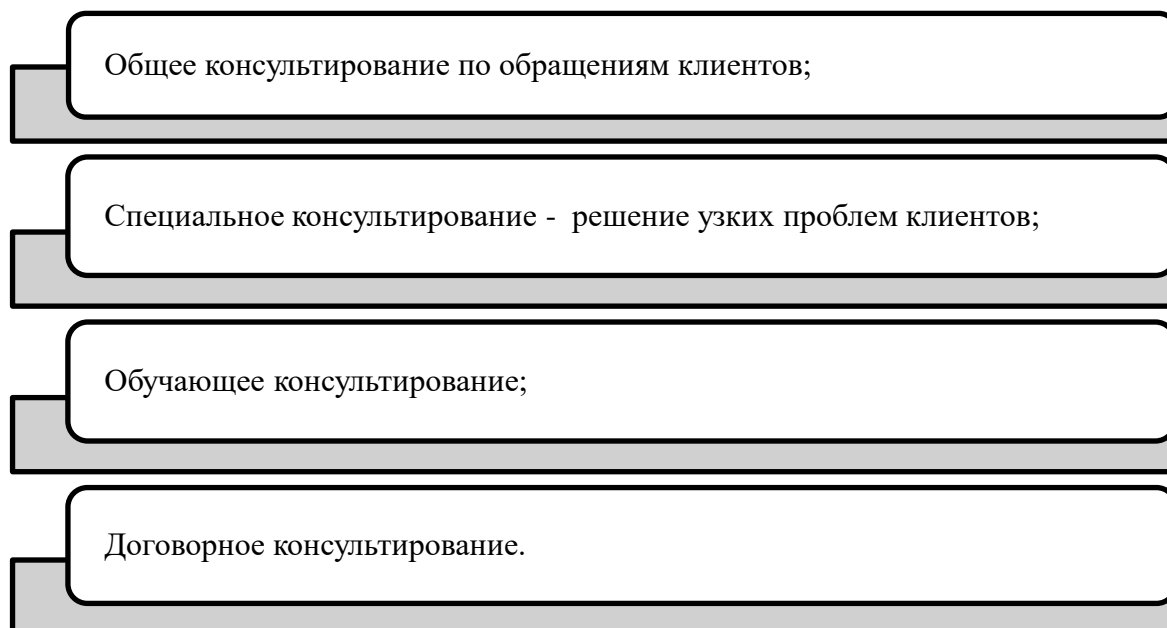 Общее консультирование по обращениям клиентов;
Специальное консультирование -  решение узких проблем клиентов;
Обучающее консультирование;
Договорное консультирование.